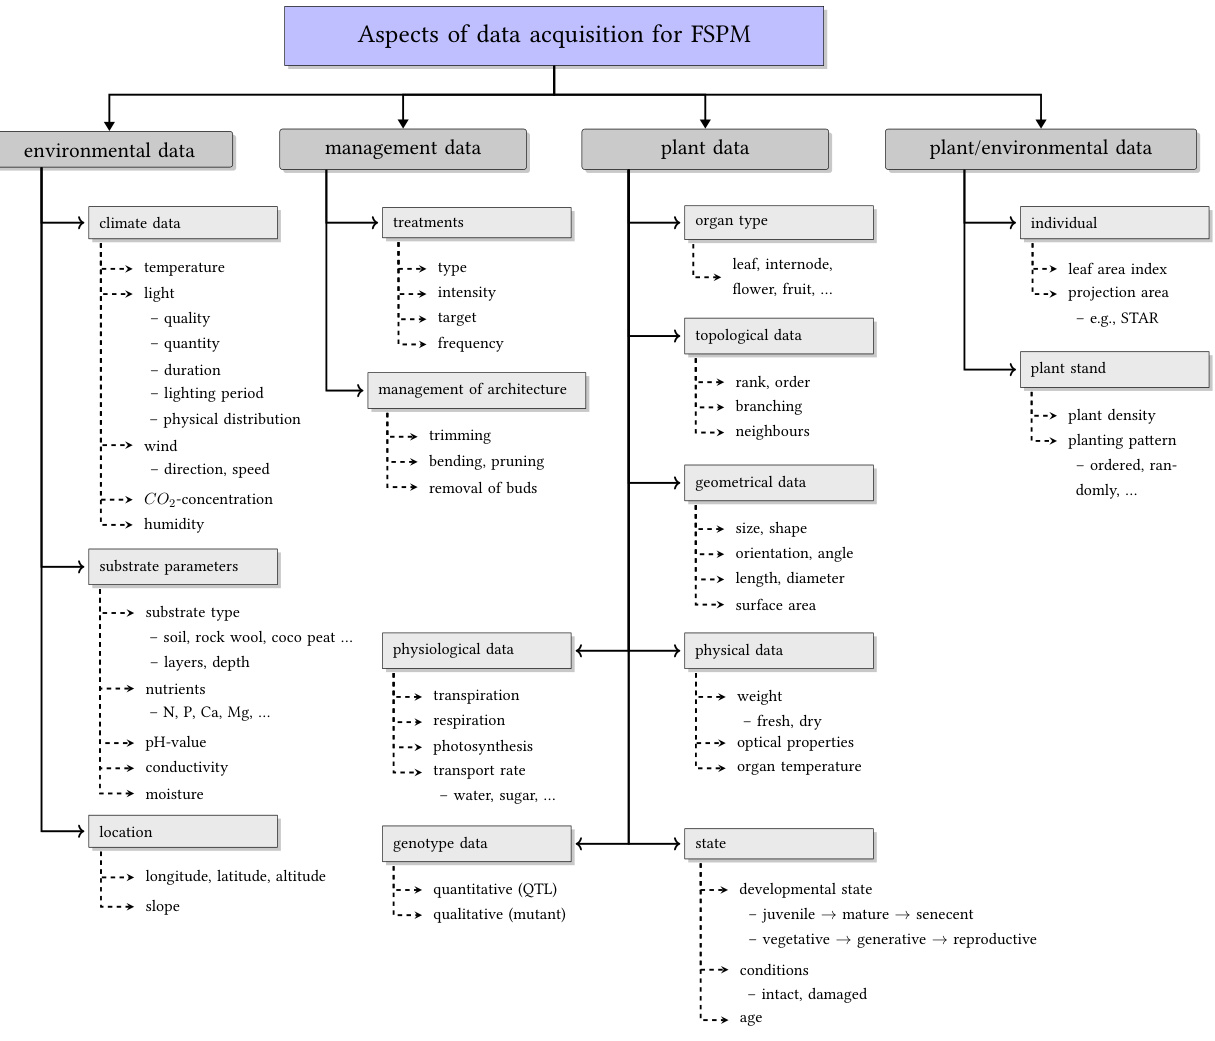 Aspects of data acquisition for FSPM
environmental data
climate data
temperature
light
– quality
– quantity
– duration
– lighting period
– physical distribution
wind
– direction, speed
CO₂-concentration
humidity
substrate parameters
substrate type
– soil, rock wool, coco peat ...
– layers, depth
nutrients
– N, P, Ca, Mg, ...
pH-value
conductivity
moisture
location
longitude, latitude, altitude
slope
management data
treatments
type
intensity
target
frequency
management of architecture
trimming
bending, pruning
removal of buds
plant data
organ type
leaf, internode,
flower, fruit, ...
topological data
rank, order
branching
neighbours
geometrical data
size, shape
orientation, angle
length, diameter
surface area
physiological data
transpiration
respiration
photosynthesis
transport rate
– water, sugar, ...
physical data
weight
– fresh, dry
optical properties
organ temperature
genotype data
quantitative (QTL)
qualitative (mutant)
state
developmental state
– juvenile → mature → senecent
– vegetative → generative → reproductive
conditions
– intact, damaged
age
plant/environmental data
individual
leaf area index
projection area
– e.g., STAR
plant stand
plant density
planting pattern
– ordered, ran-
domly, ...